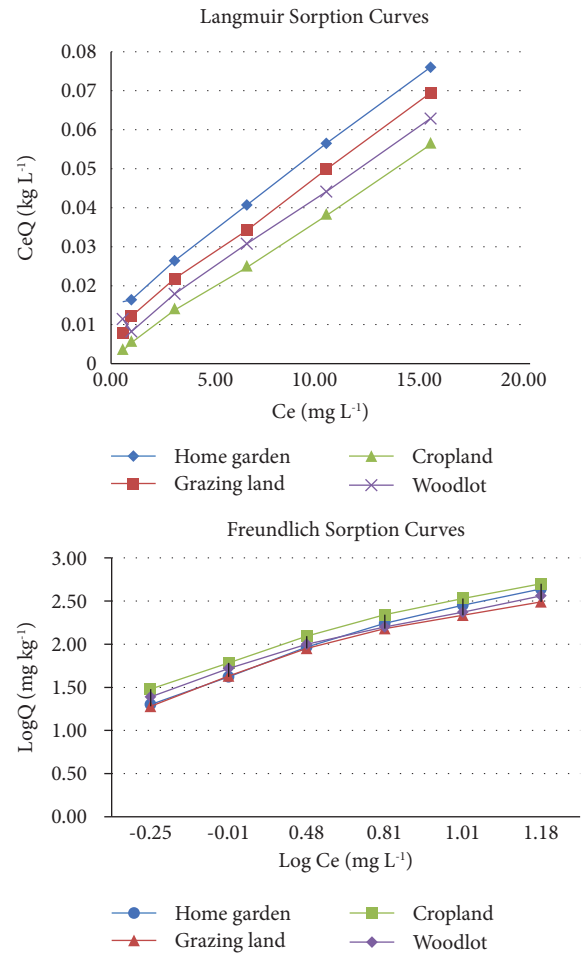 Langmuir Sorption Curves
0.08
0.07
0.06
0.05
0.04
0.03
0.02
0.01
0
CeQ (kg L-1)
0.00 5.00 10.00 15.00 20.00
Ce (mg L-1)
Home garden Cropland
Grazing land Woodlot
Freundlich Sorption Curves
3.00
2.50
2.00
1.50
1.00
0.50
0.00
LogQ (mg kg-1)
-0.25 -0.01 0.48 0.81 1.01 1.18
Log Ce (mg L-1)
Home garden Cropland
Grazing land Woodlot